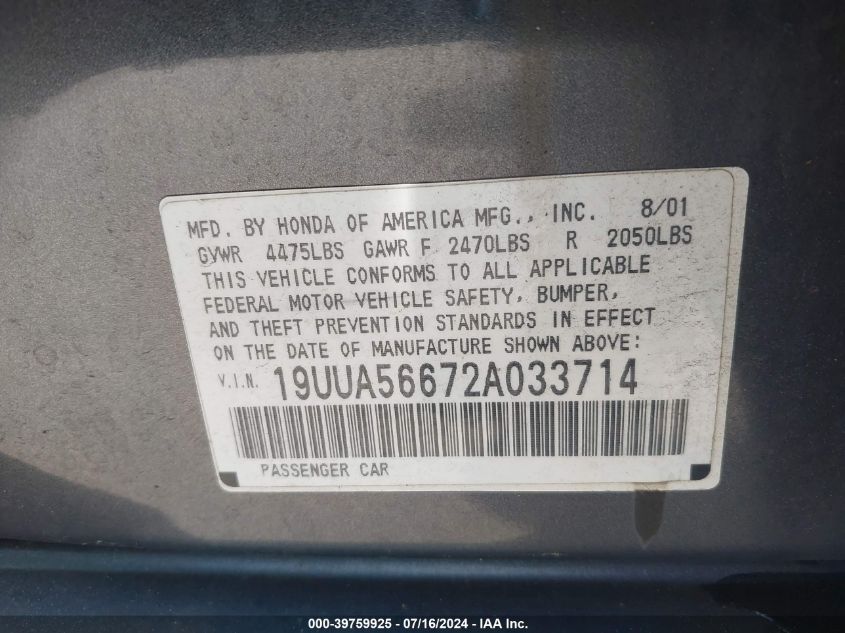 MFD. BY HONDA OF AMERICA MFG., INC. 8/01
GVWR 4475LBS GAWR F 2470LBS R 2050LBS
THIS VEHICLE CONFORMS TO ALL APPLICABLE
FEDERAL MOTOR VEHICLE SAFETY, BUMPER,
AND THEFT PREVENTION STANDARDS IN EFFECT
ON THE DATE OF MANUFACTURE SHOWN ABOVE:
V.I.N. 19UUA56672A033714
PASSENGER CAR
000-39759925 - 07/16/2024 - IAA Inc.